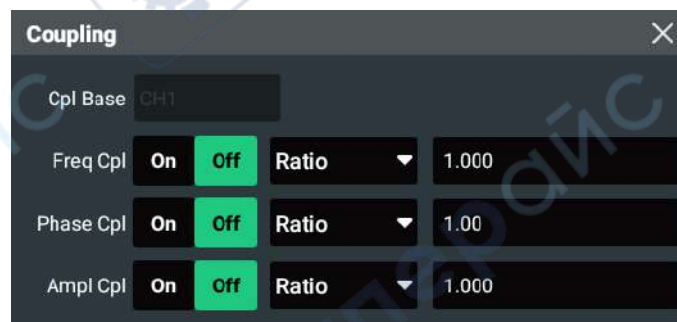 Coupling
Cpl Base CH1
Freq Cpl On Off Ratio 1.000
Phase Cpl On Off Ratio 1.00
Ampl Cpl On Off Ratio 1.000